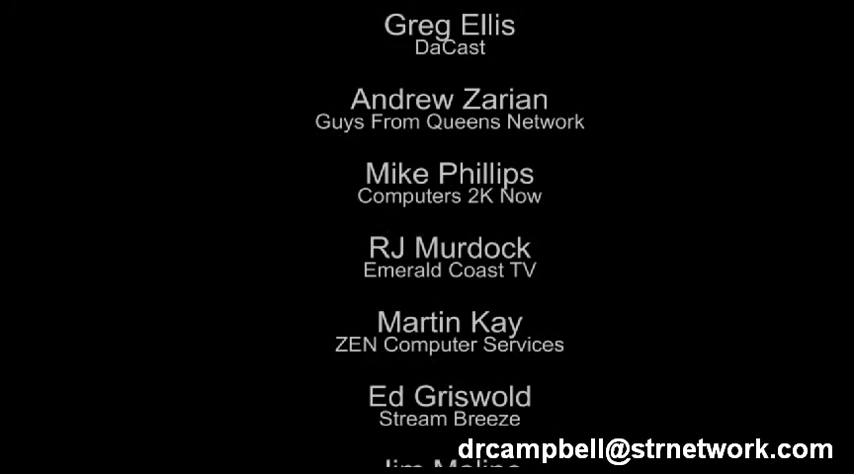 Greg Ellis
DaCast
Andrew Zarian
Guys From Queens Network
Mike Phillips
Computers 2K Now
RJ Murdock
Emerald Coast TV
Martin Kay
ZEN Computer Services
Ed Griswold
Stream Breeze
drcampbell@strnetwork.com